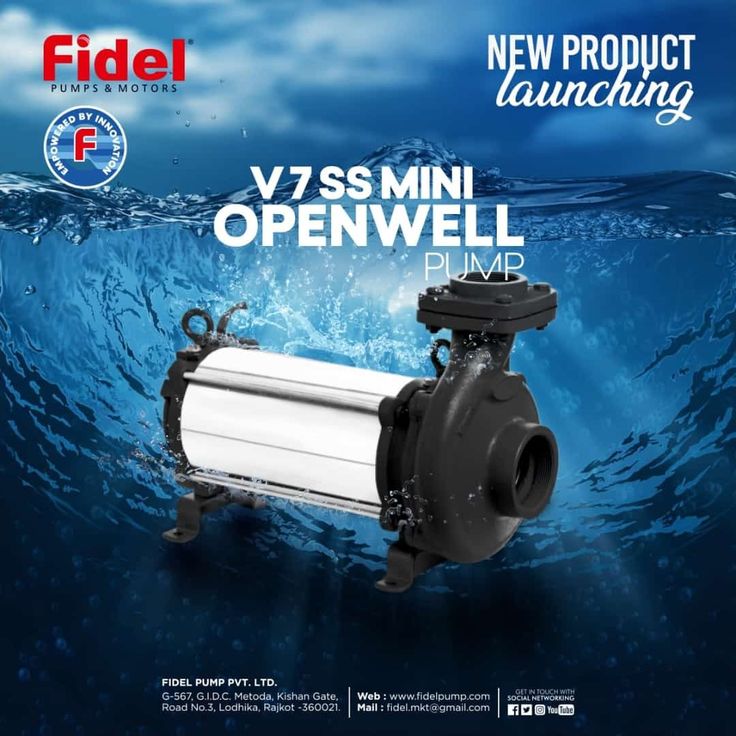 Fidel®
PUMPS & MOTORS
EMPOWERED BY INNOVATION
F
®
NEW PRODUCT
launching
V7 SS MINI
OPENWELL
PUMP
FIDEL PUMP PVT. LTD.
G-567, G.I.D.C. Metoda, Kishan Gate,
Road No.3, Lodhika, Rajkot -360021.
Web : www.fidelpump.com
Mail : fidel.mkt@gmail.com
GET IN TOUCH WITH
SOCIAL NETWORKING
YouTube